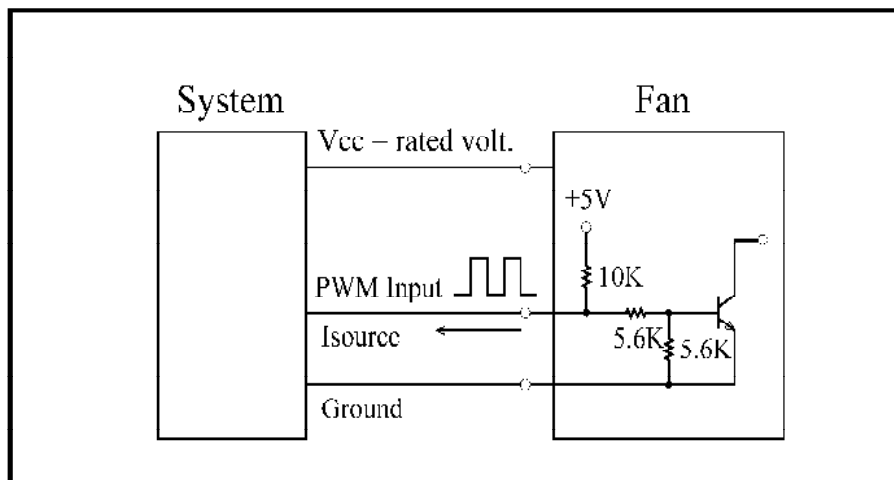 System
Fan
Vcc – rated volt.
+5V
10K
PWM Input
Isource
5.6K
5.6K
Ground